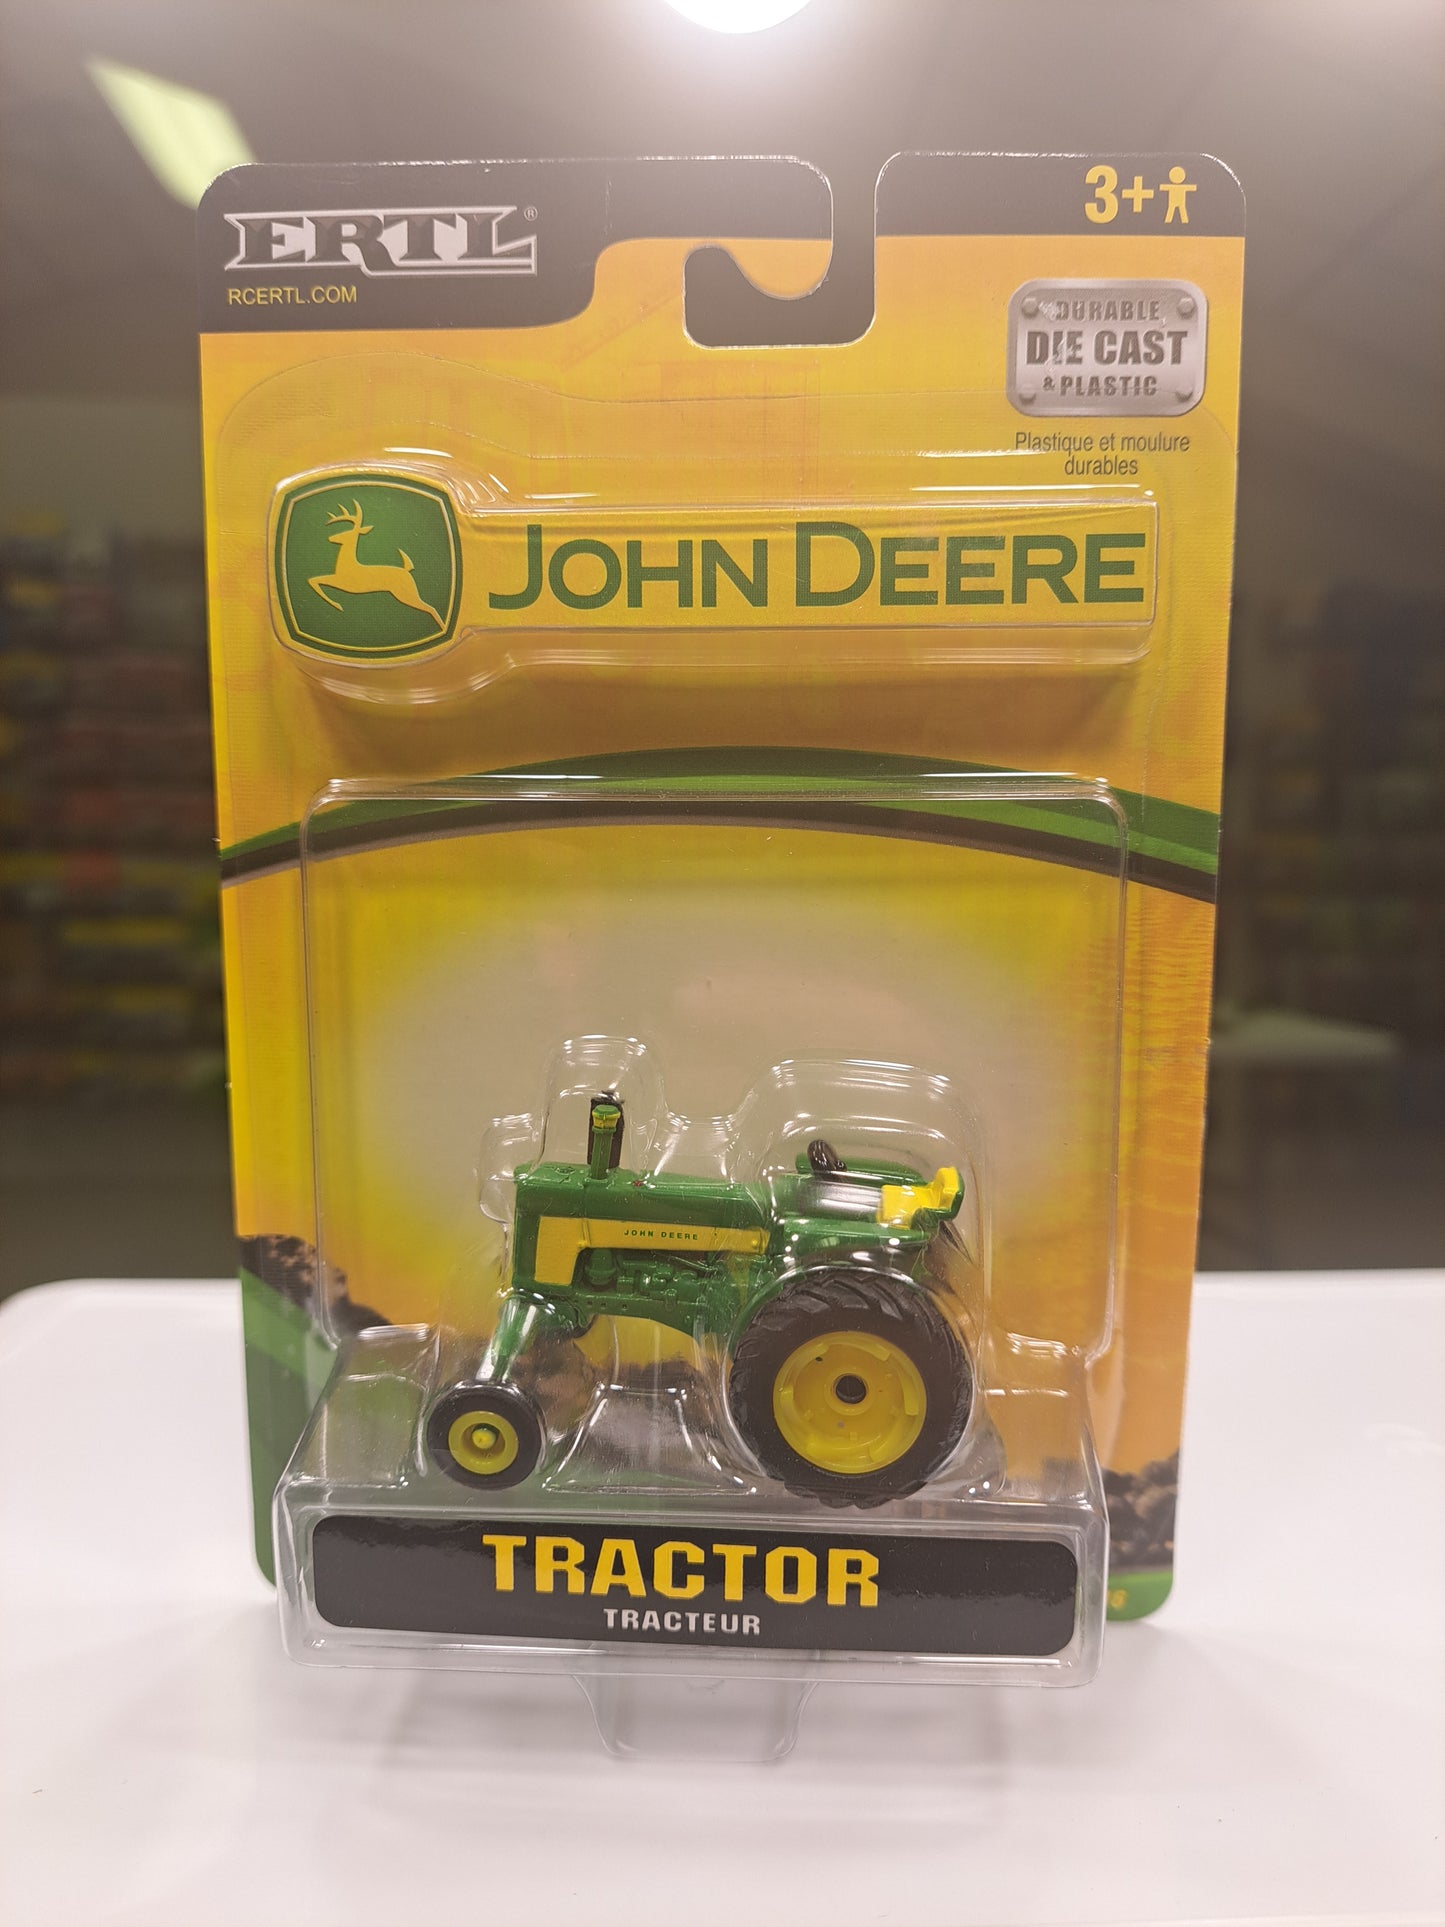 ERTL®
RCERTL.COM
3+
DURABLE
DIE CAST
& PLASTIC
Plastique et moulure
durables
JOHN DEERE
JOHN DEERE
TRACTOR
TRACTEUR